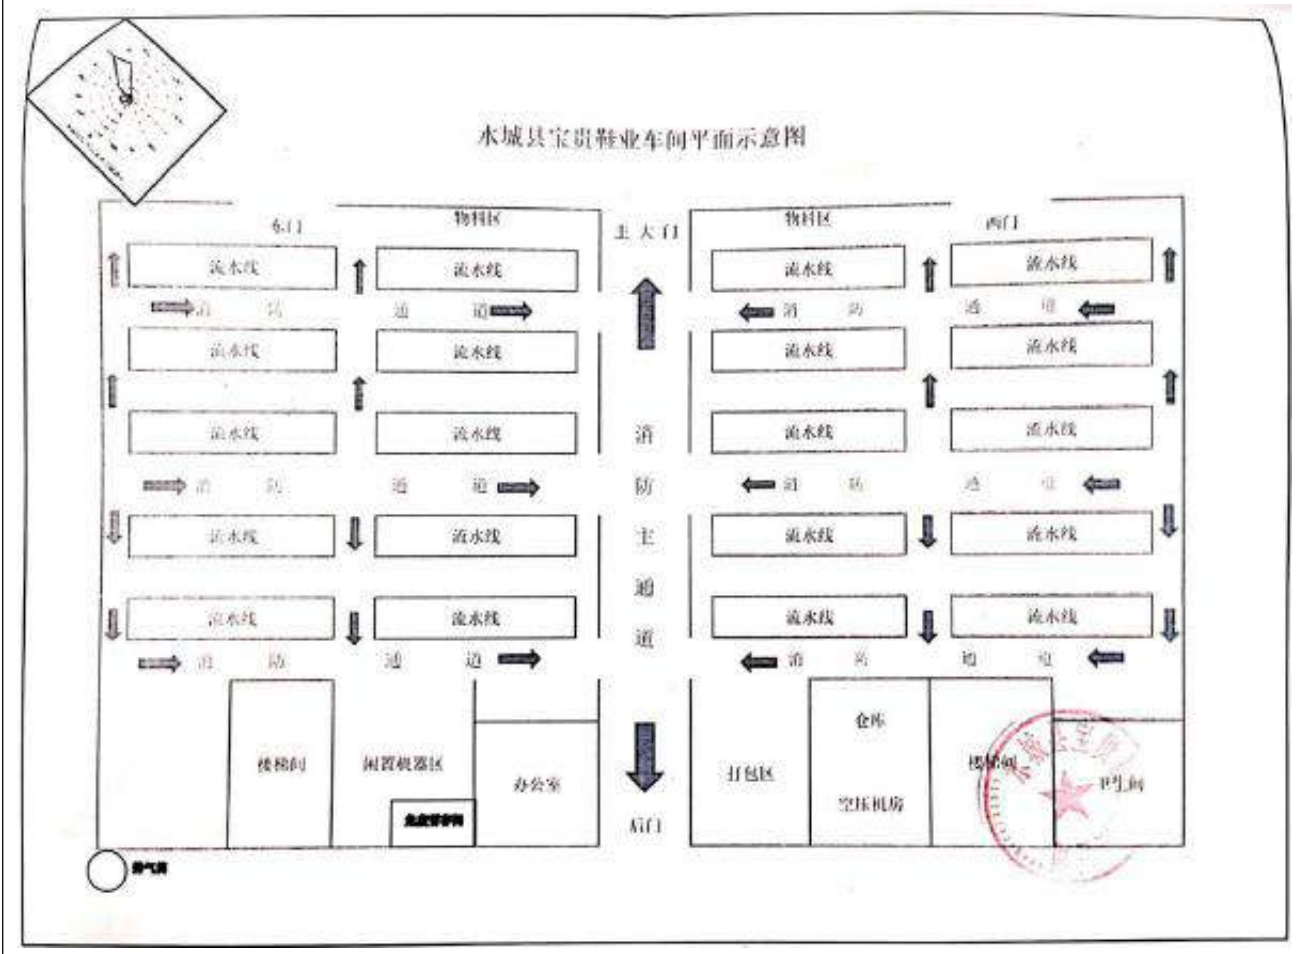 水城县宝贵鞋业车间平面示意图
东门 物料区 主大门 物料区 西门
流水线 流水线 流水线 流水线
消 防 通 道 消 防 通 道
流水线 流水线 流水线 流水线
流水线 流水线 消 流水线 流水线
消 防 通 道 防 消 防 通 道
流水线 流水线 主 流水线 流水线
通
流水线 流水线 道 流水线 流水线
消 防 通 道 消 防 通 道
仓库
楼梯间 闲置机器区 办公室 打包区 楼梯间 卫生间
空压机房
后门
排气筒